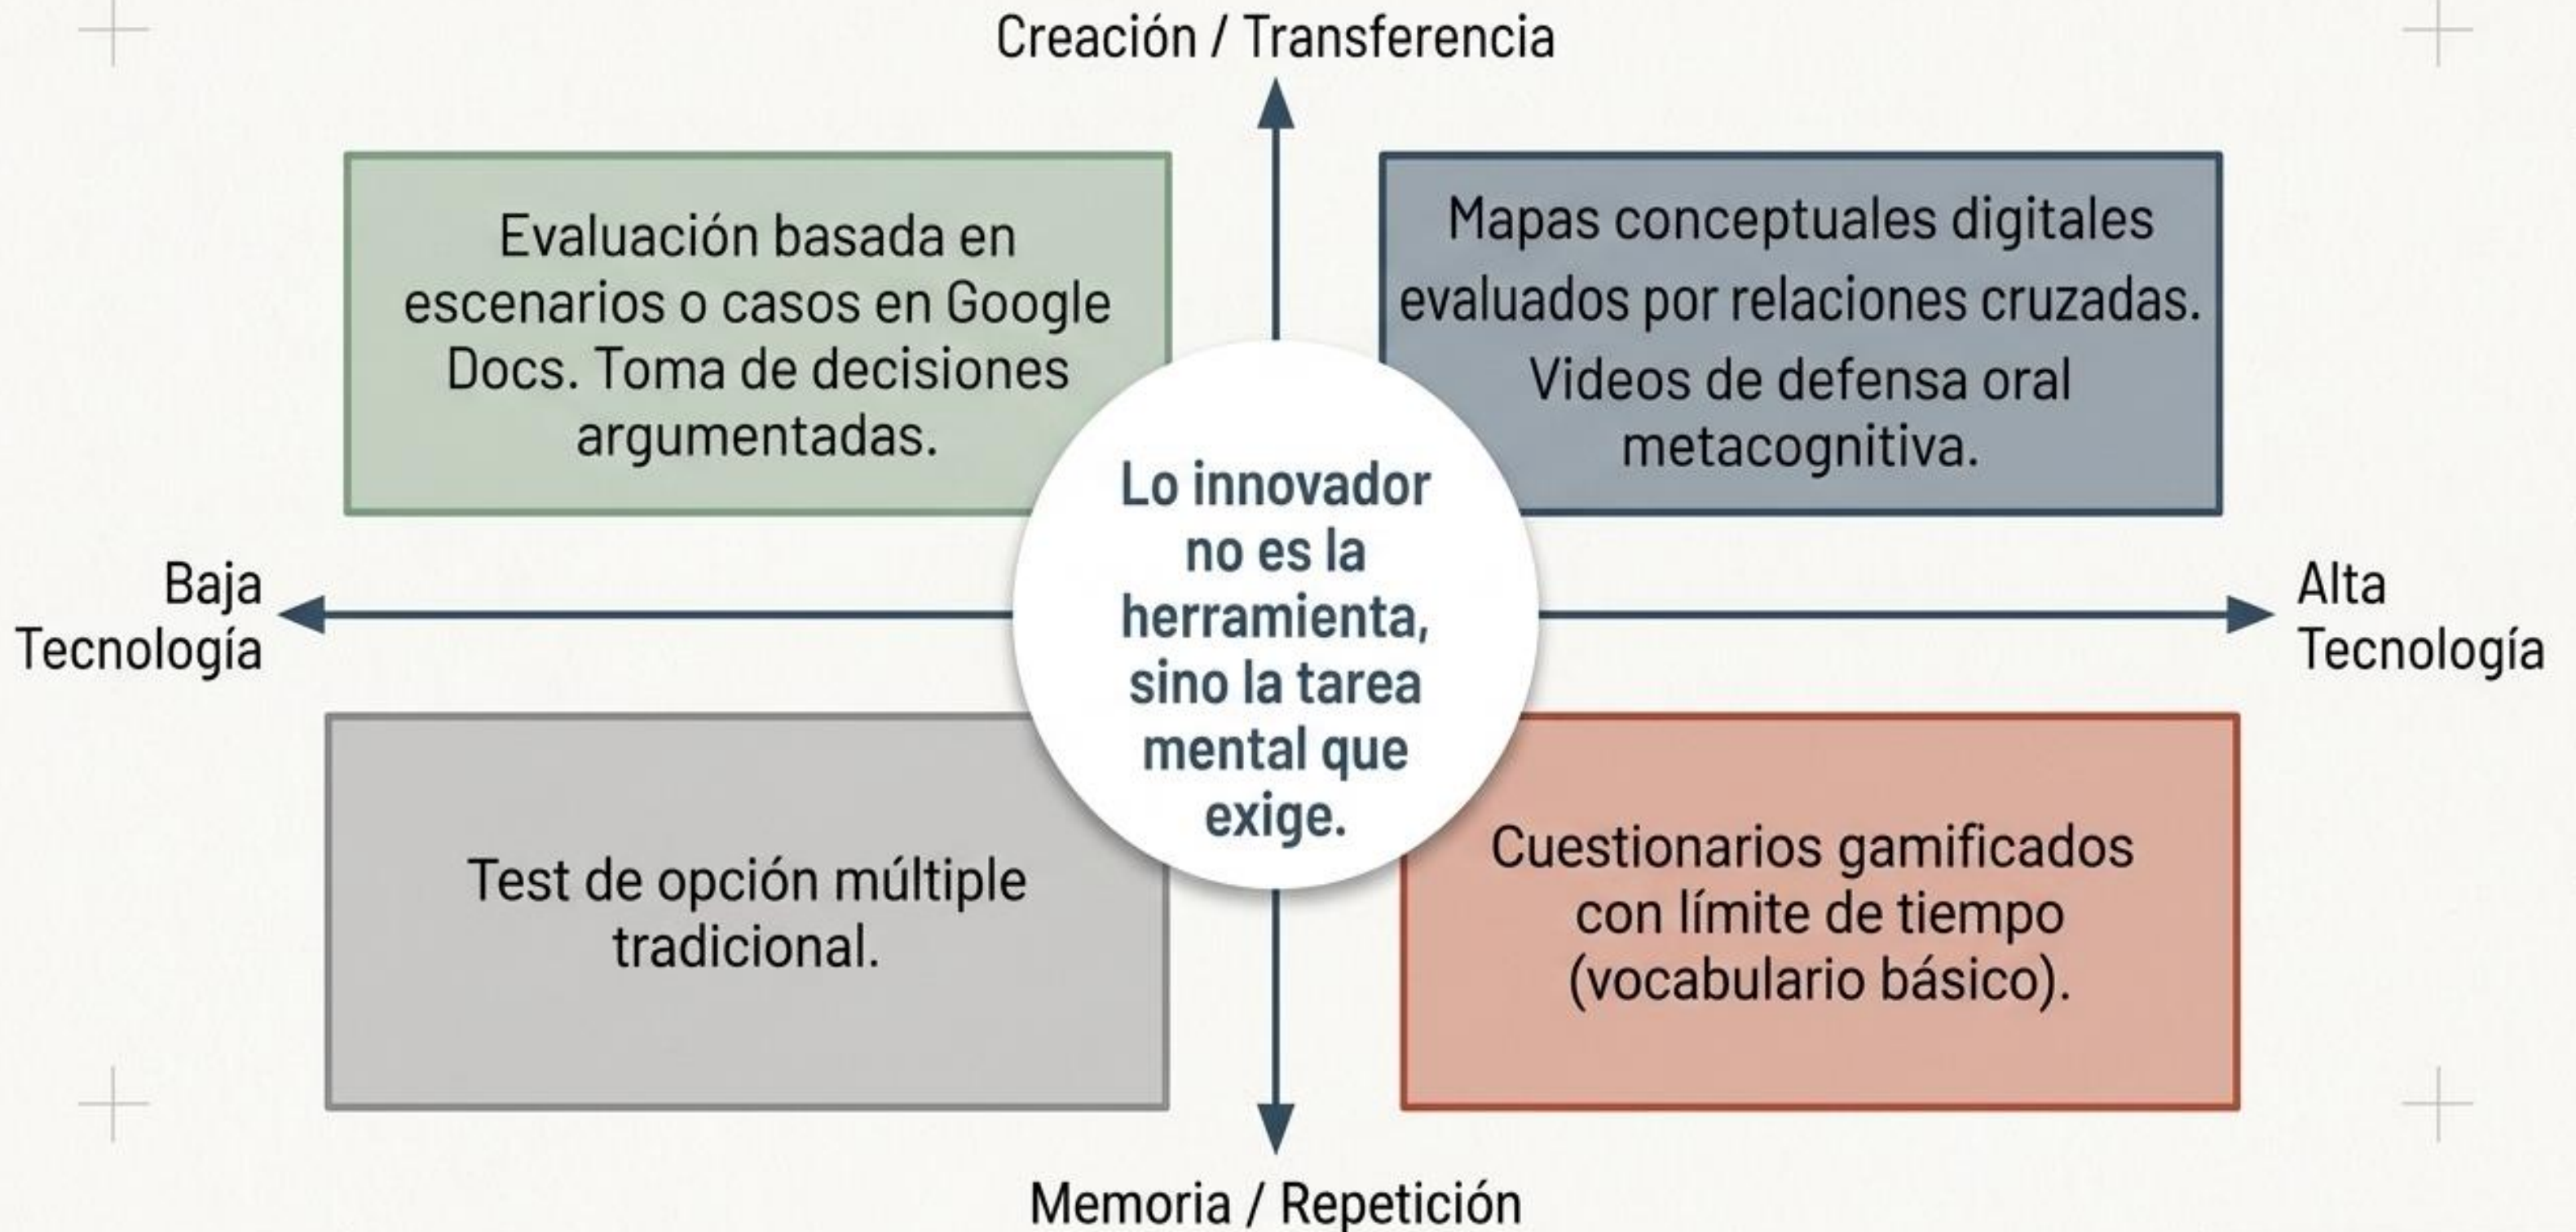 Creación / Transferencia
Evaluación basada en
escenarios o casos en Google
Docs. Toma de decisiones
argumentadas.
Mapas conceptuales digitales
evaluados por relaciones cruzadas.
Videos de defensa oral
metacognitiva.
Baja
Tecnología
Lo innovador
no es la
herramienta,
sino la tarea
mental que
exige.
Alta
Tecnología
Test de opción múltiple
tradicional.
Cuestionarios gamificados
con límite de tiempo
(vocabulario básico).
Memoria / Repetición